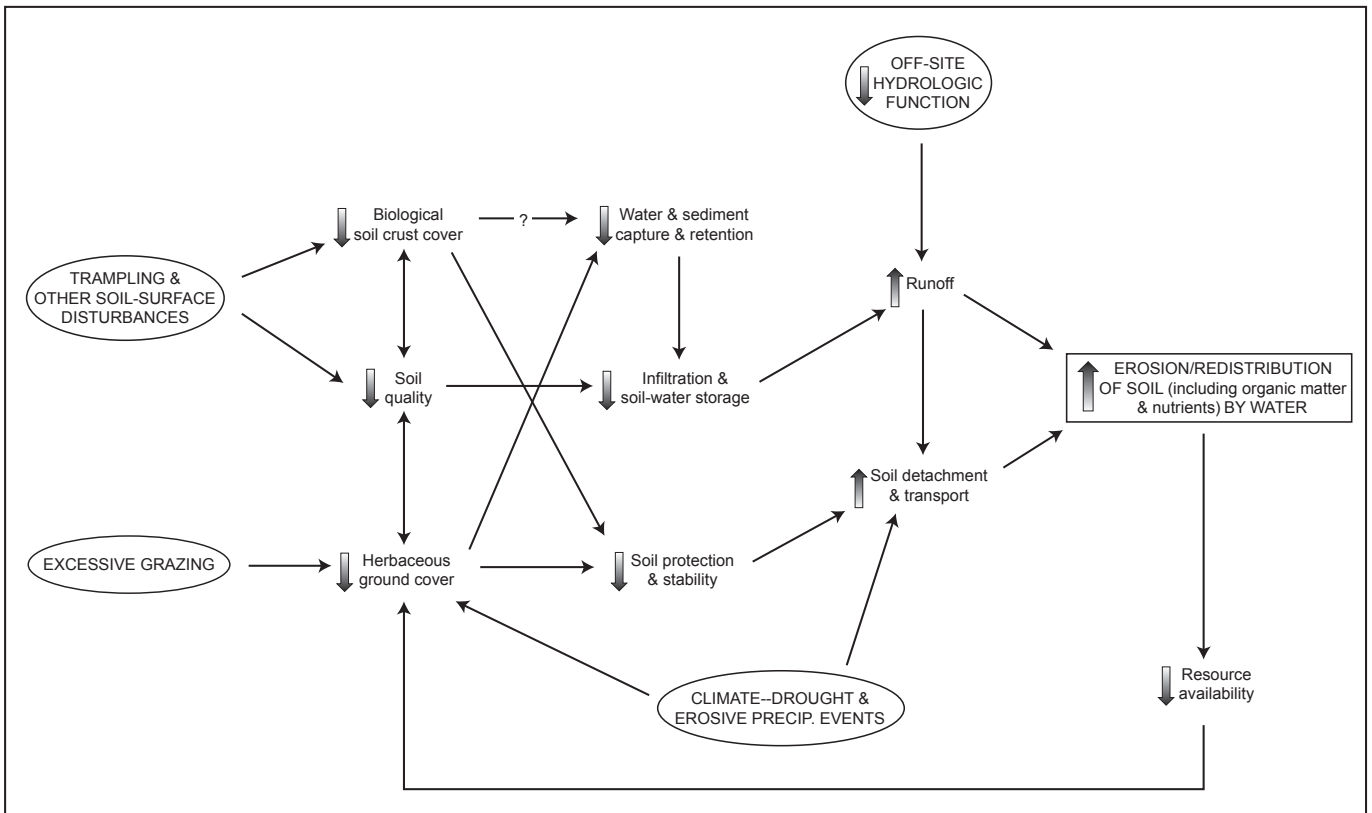 OFF-SITE
HYDROLOGIC
FUNCTION
Biological
soil crust cover
?
Water & sediment
capture & retention
TRAMPLING &
OTHER SOIL-SURFACE
DISTURBANCES
Runoff
Soil
quality
Infiltration &
soil-water storage
EROSION/REDISTRIBUTION
OF SOIL (including organic matter
& nutrients) BY WATER
Soil detachment
& transport
EXCESSIVE GRAZING
Herbaceous
ground cover
Soil protection
& stability
CLIMATE--DROUGHT &
EROSIVE PRECIP. EVENTS
Resource
availability